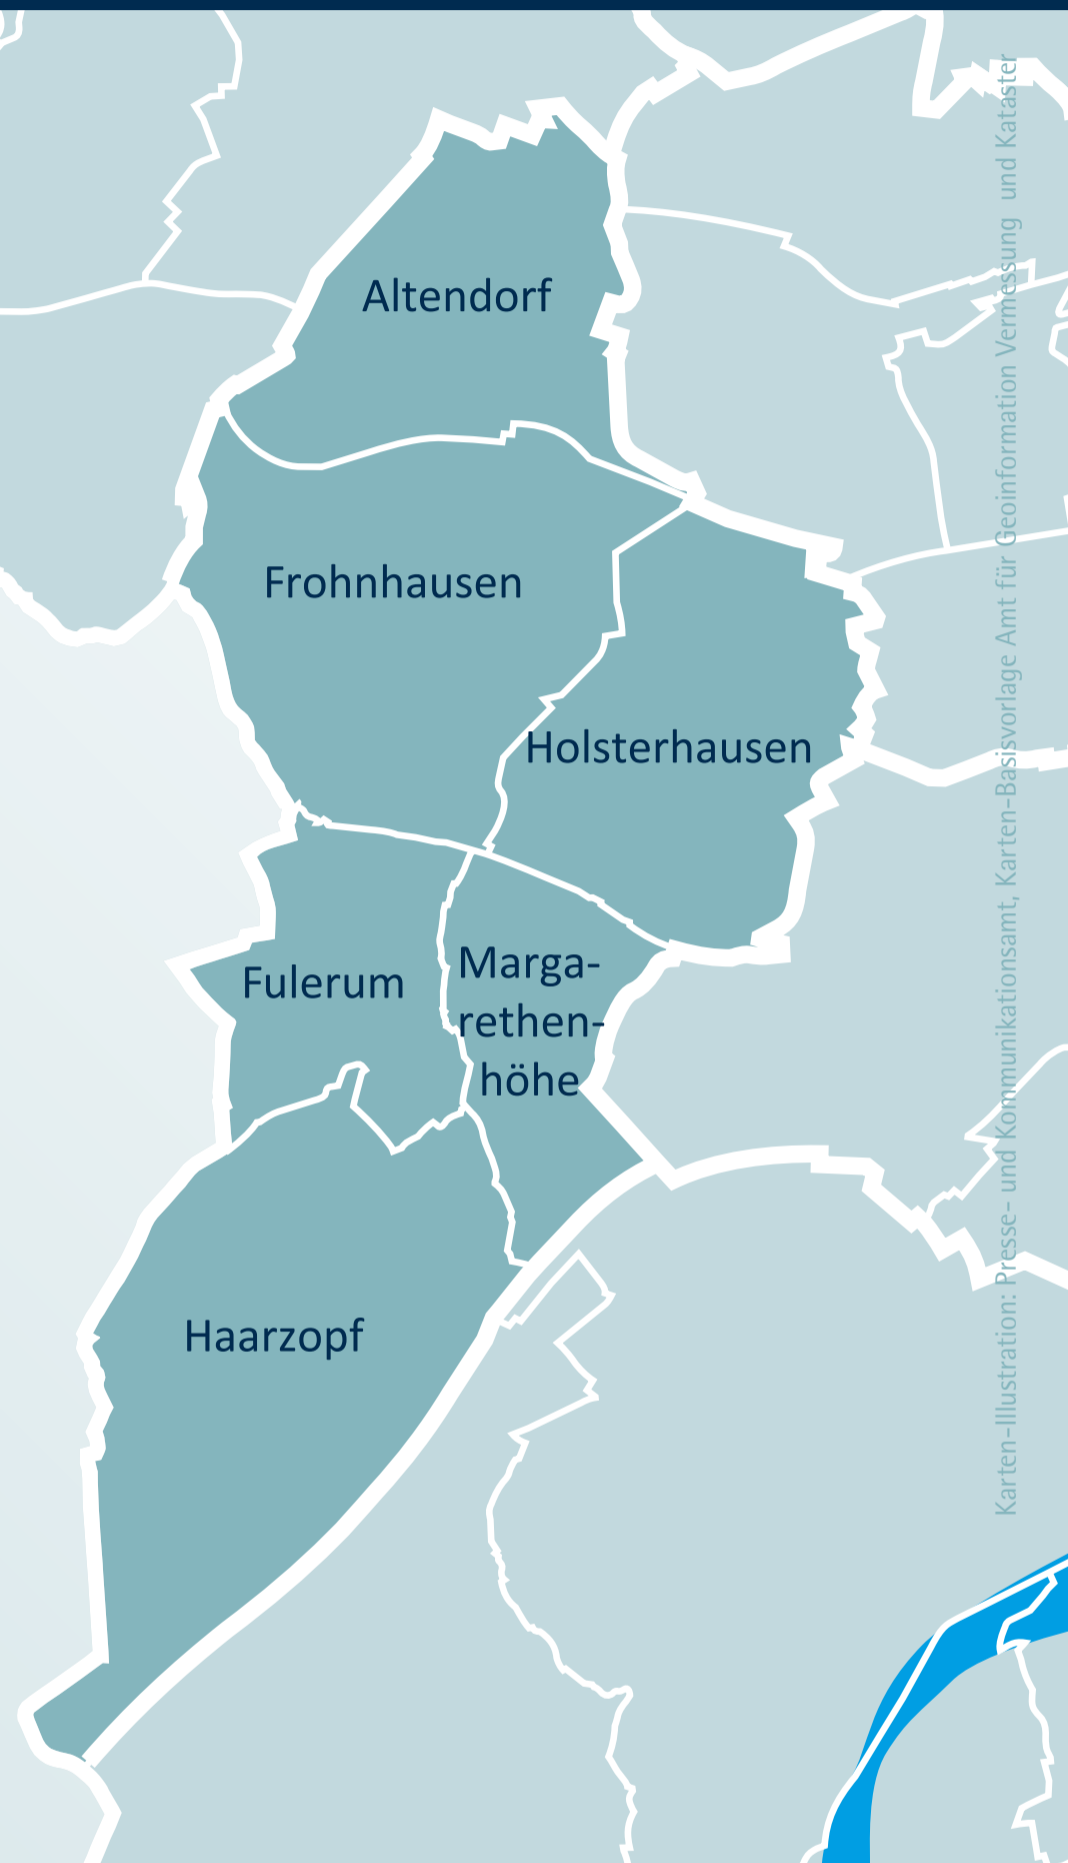 Altendorf
Frohnhausen
Holsterhausen
Fulerum
Marga-
rethen-
höhe
Haarzopf
Karten-Illustration: Presse- und Kommunikationsamt, Karten-Basisvorlage Amt für Geoinformation Vermessung und Kataster